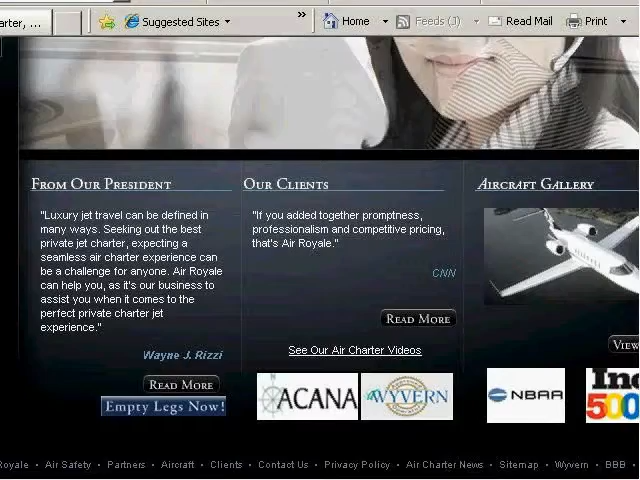 arter, ...
Suggested Sites
»
Home
Feeds (J)
Read Mail
Print
FROM OUR PRESIDENT
"Luxury jet travel can be defined in
many ways. Seeking out the best
private jet charter, expecting a
seamless air charter experience can
be a challenge for anyone. Air Royale
can help you, as it's our business to
assist you when it comes to the
perfect private charter jet
experience."
Wayne J. Rizzi
READ MORE
Empty Legs Now!
OUR CLIENTS
"If you added together promptness,
professionalism and competitive pricing,
that's Air Royale."
CNN
READ MORE
See Our Air Charter Videos
ACANA
WYVERN
AIRCRAFT GALLERY
VIEW
NBAA
Inc
500
Royale • Air Safety • Partners • Aircraft • Clients • Contact Us • Privacy Policy • Air Charter News • Sitemap • Wyvern • BBB •